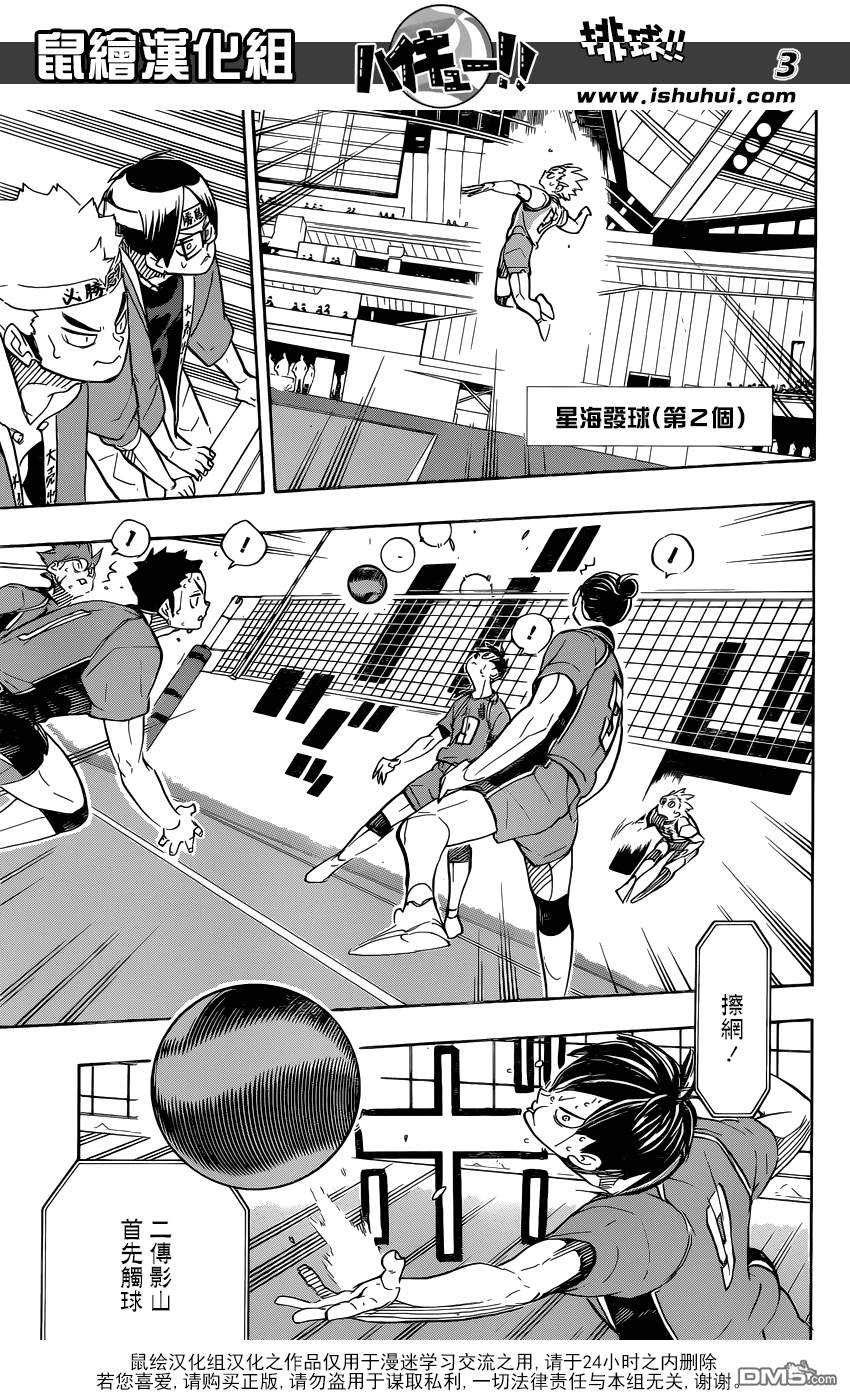 鼠繪漢化組
ハイキュー!!
排球!!
3
www.ishuhui.com
必勝
星海發球(第2個)
!
!
!
!
擦網!
二傳影山
首先觸球
鼠绘汉化组汉化之作品仅用于漫迷学习交流之用, 请于24小时之内删除
若您喜爱, 请购买正版, 请勿盗用于谋取私利, 一切法律责任与本组无关, 谢谢.
DM5.com